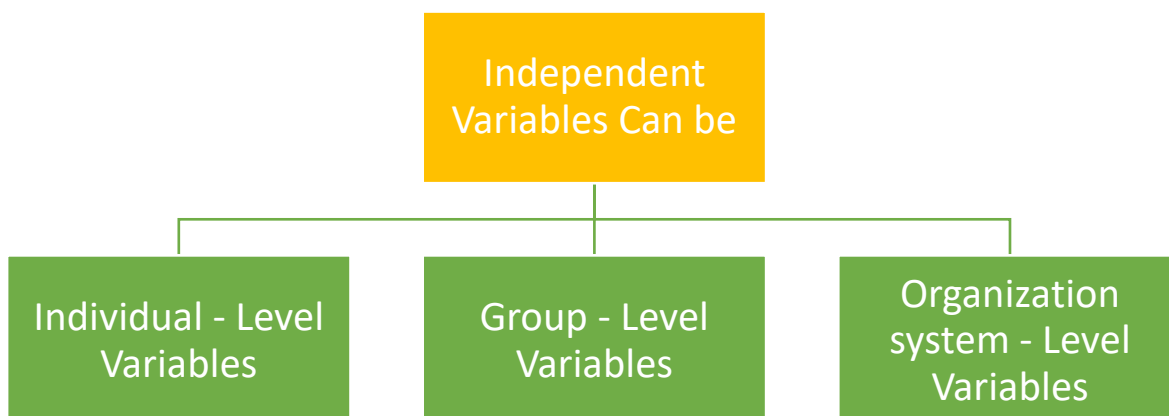 Independent
Variables Can be
Individual - Level
Variables
Group - Level
Variables
Organization
system - Level
Variables